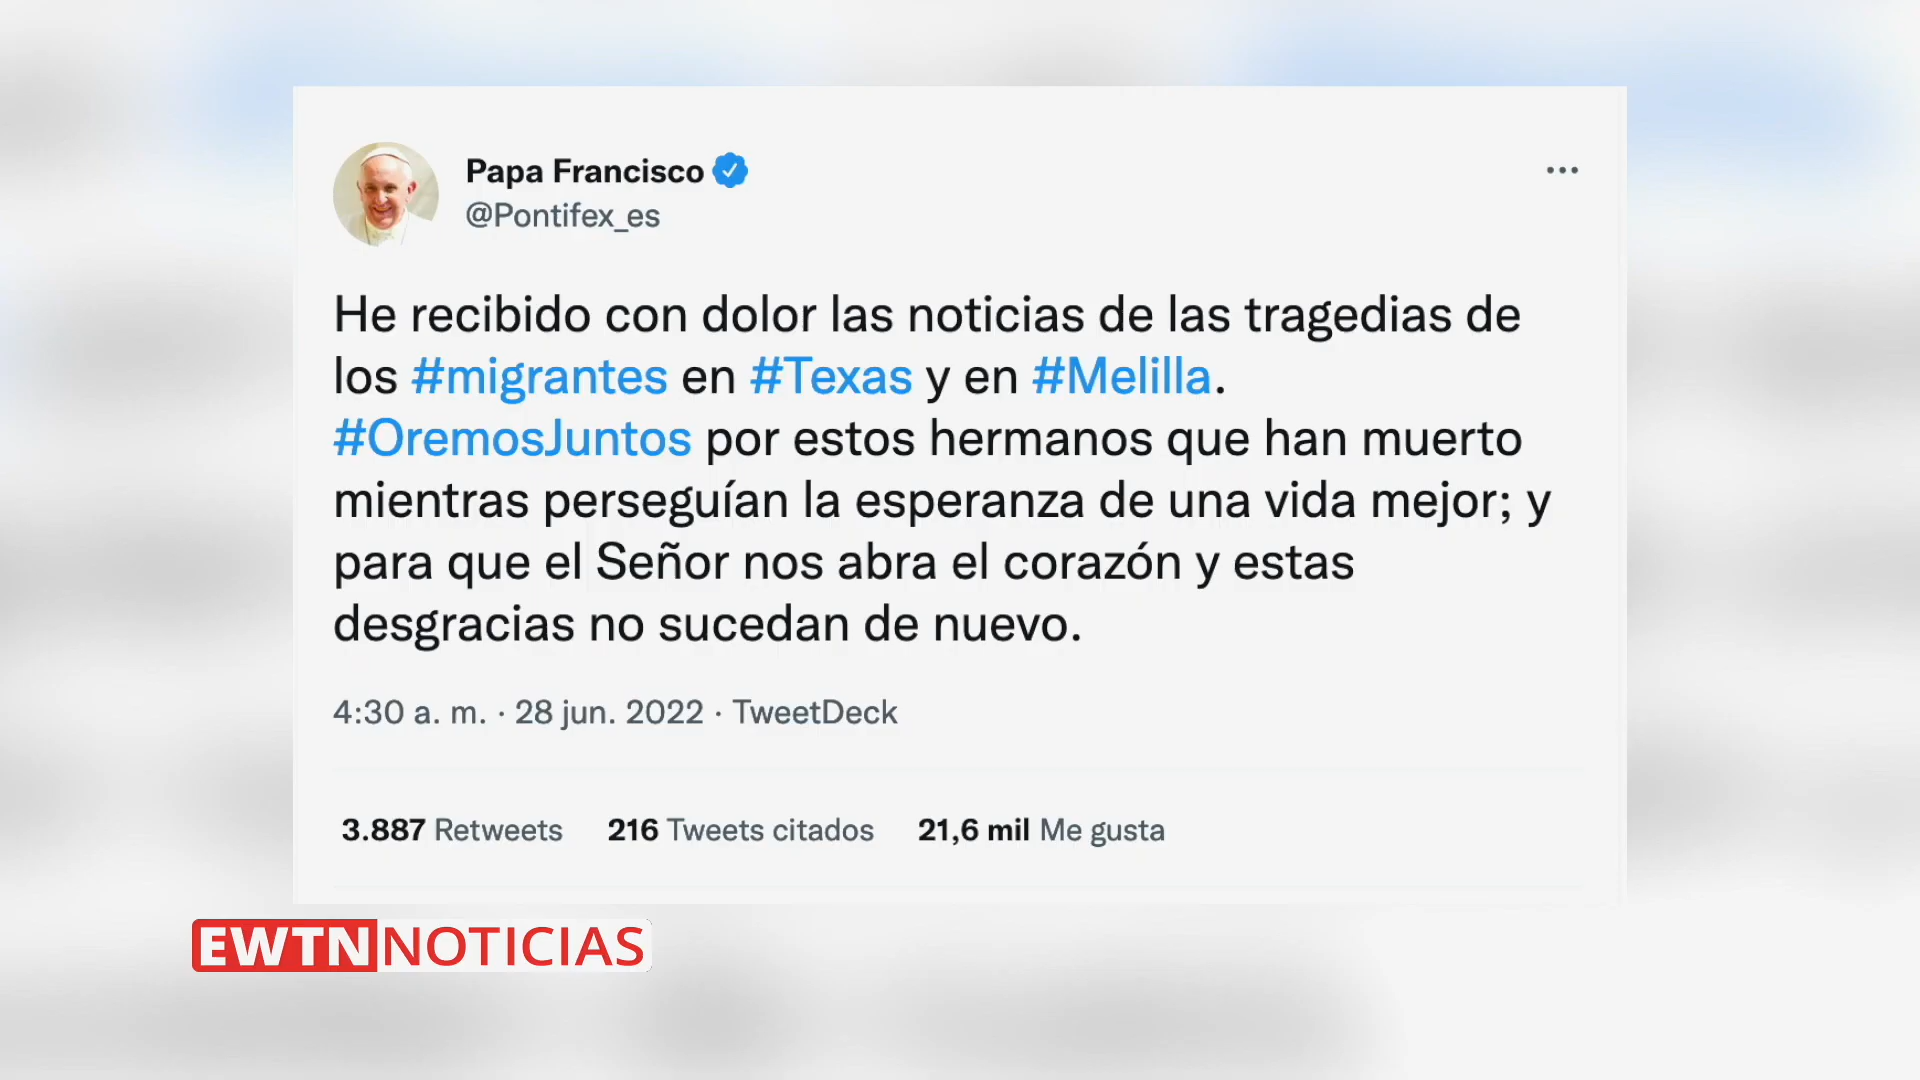 Papa Francisco
@Pontifex_es
He recibido con dolor las noticias de las tragedias de
los #migrantes en #Texas y en #Melilla.
#OremosJuntos por estos hermanos que han muerto
mientras perseguían la esperanza de una vida mejor; y
para que el Señor nos abra el corazón y estas
desgracias no sucedan de nuevo.
4:30 a. m. · 28 jun. 2022 · TweetDeck
3.887 Retweets 216 Tweets citados 21,6 mil Me gusta
EWTN NOTICIAS